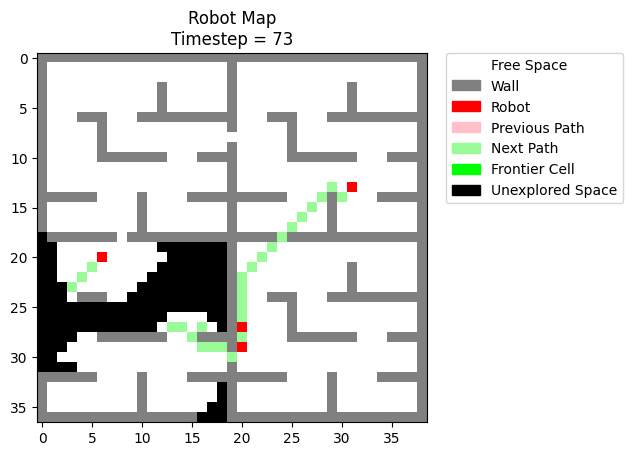 Robot Map
Timestep = 73
Free Space
Wall
Robot
Previous Path
Next Path
Frontier Cell
Unexplored Space
0
5
10
15
20
25
30
35
0
5
10
15
20
25
30
35